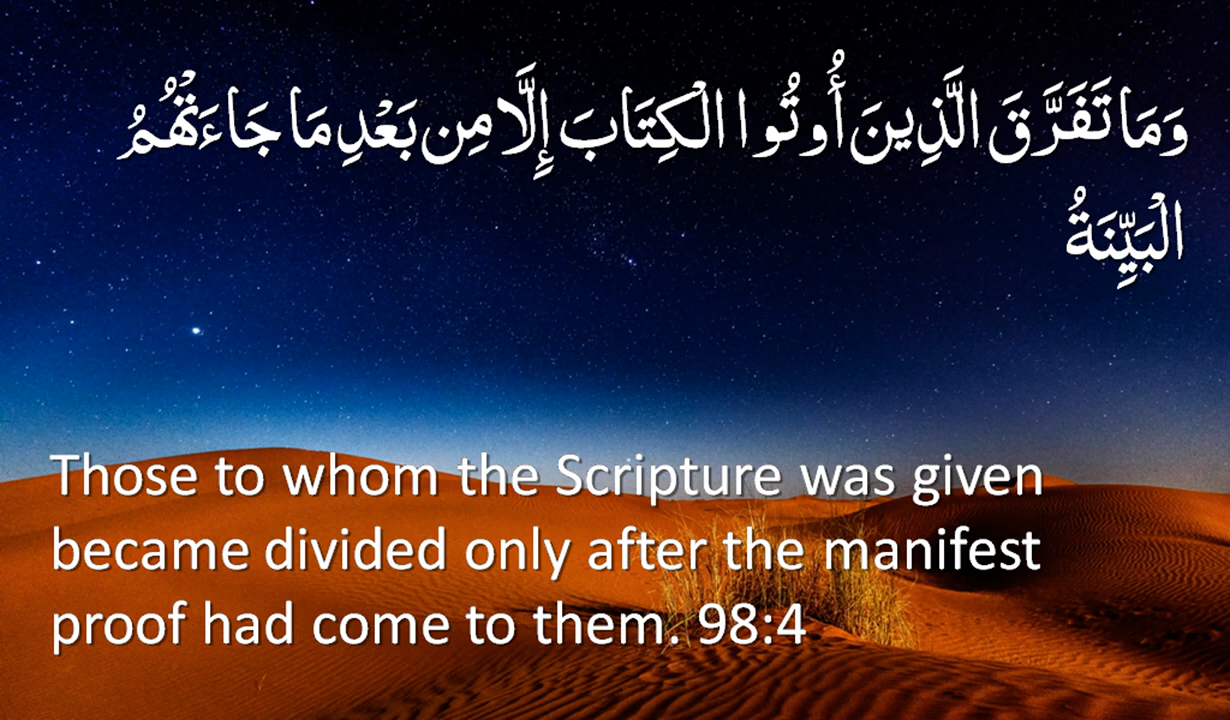 وَمَا تَفَرَّقَ الَّذِينَ أُوتُوا الْكِتَابَ إِلَّا مِن بَعْدِ مَا جَاءَتْهُمُ
الْبَيِّنَةُ
Those to whom the Scripture was given
became divided only after the manifest
proof had come to them. 98:4